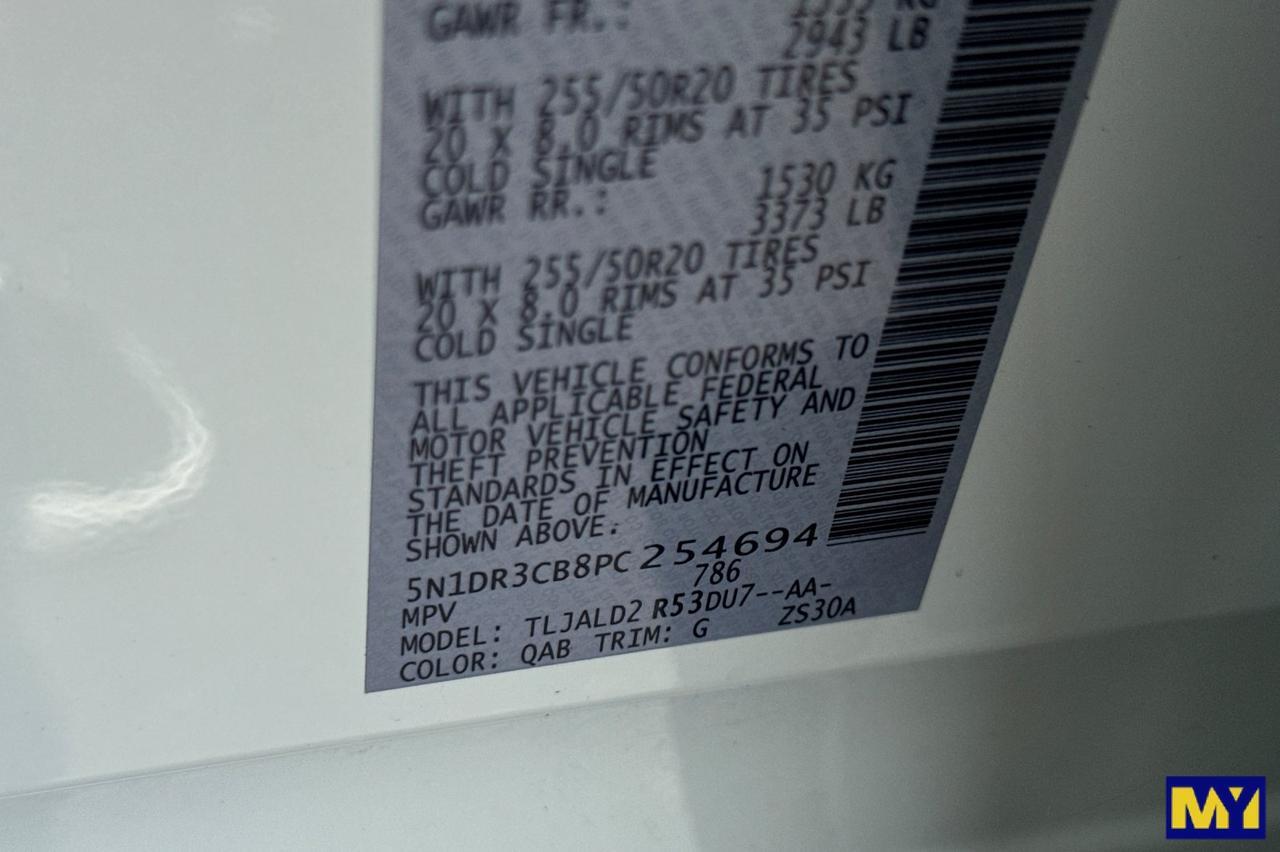 GAWR FR.:
2943 LB
WITH 255/50R20 TIRES
20 X 8.0 RIMS AT 35 PSI
COLD SINGLE
GAWR RR.: 1530 KG
3373 LB
WITH 255/50R20 TIRES
20 X 8.0 RIMS AT 35 PSI
COLD SINGLE
THIS VEHICLE CONFORMS TO
ALL APPLICABLE FEDERAL
MOTOR VEHICLE SAFETY AND
THEFT PREVENTION
STANDARDS IN EFFECT ON
THE DATE OF MANUFACTURE
SHOWN ABOVE.
5N1DR3CB8PC254694
MPV 786
MODEL: TLJALD2 R53DU7--AA-
COLOR: QAB TRIM: G ZS30A
MY